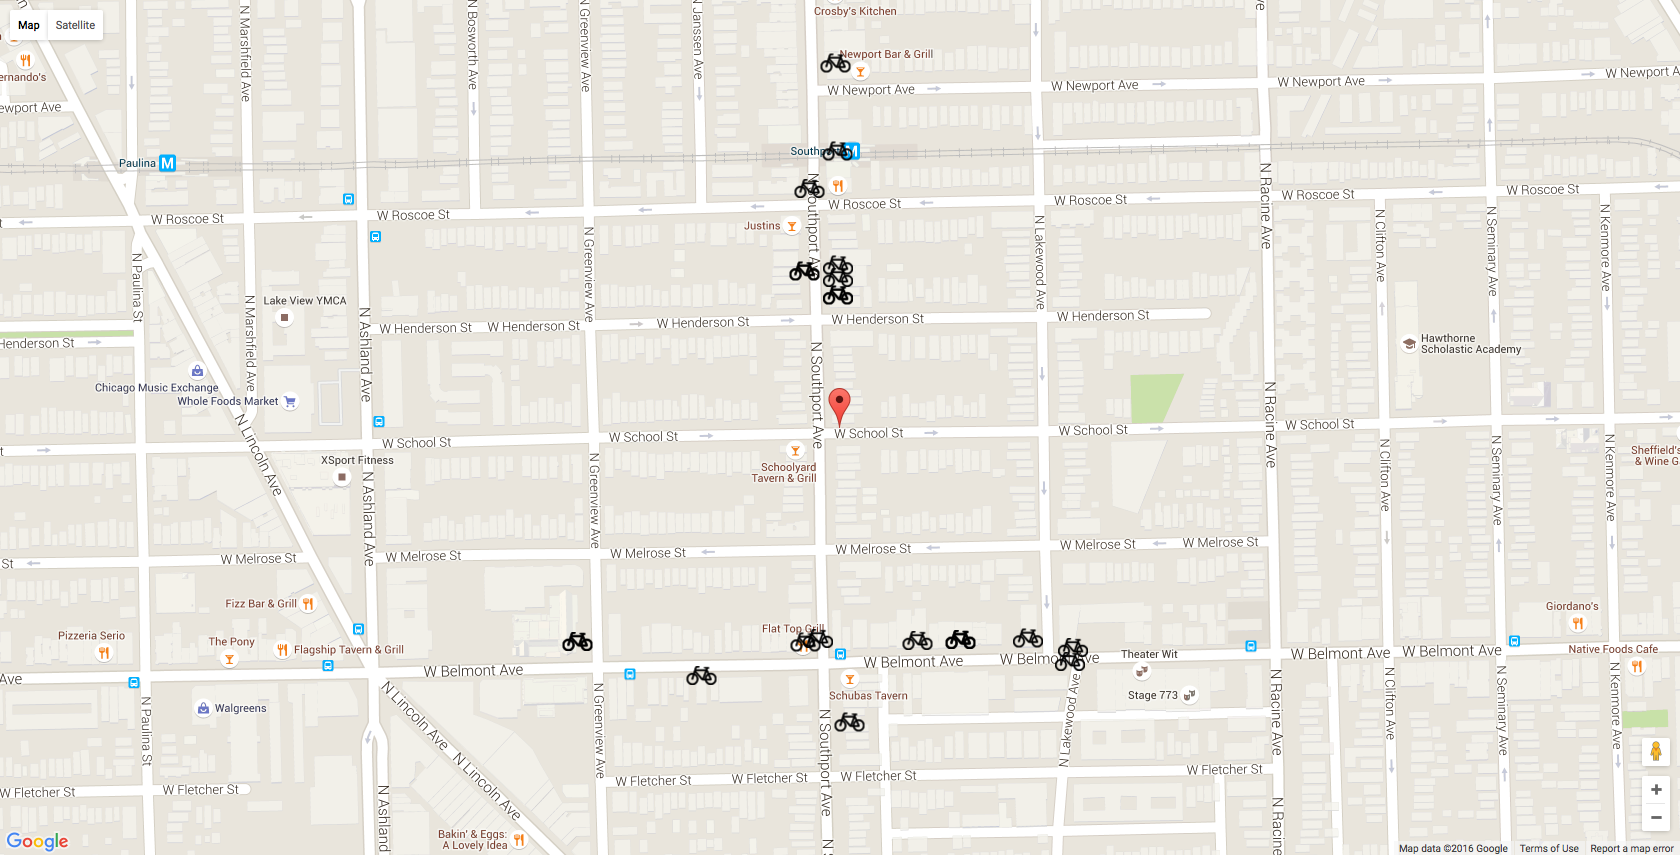 Map
Satellite
Crosby's Kitchen
Newport Bar & Grill
ernando's
ewport Ave
N Marshfield Ave
N Bosworth Ave
N Greenview Ave
N Janssen Ave
W Newport Ave
W Newport Ave
W Newport A
W Newport Av
Paulina
M
M
N Racine Ave
W Roscoe St
W Roscoe St
W Roscoe St
W Roscoe St
W Roscoe St
W Roscoe St
Justins
N Paulina St
N Greenview Ave
N Lakewood Ave
N Clifton Ave
N Seminary Ave
N Kenmore Ave
Lake View YMCA
N Marshfield Ave
N Ashland Ave
W Henderson St
W Henderson St
W Henderson St
W Henderson St
W Henderson St
Henderson St
Hawthorne
Scholastic Academy
Chicago Music Exchange
Whole Foods Market
N Southport Ave
N Racine Ave
N Lincoln Ave
W School St
W School St
W School St
W School St
W School St
XSport Fitness
Schoolyard
Tavern & Grill
Sheffield's
& Wine Ga
N Ashland Ave
N Greenview Ave
N Clifton Ave
N Seminary Ave
N Kenmore Ave
W Melrose St
W Melrose St
W Melrose St
W Melrose St
W Melrose St
W Melrose St
St
Fizz Bar & Grill
Pizzeria Serio
The Pony
Flagship Tavern & Grill
Flat Top Grill
Giordano's
Native Foods Cafe
Ave
W Belmont Ave
W Belmont Ave
W Belmont Ave
W Belmont Ave
Theater Wit
Stage 773
Schubas Tavern
Walgreens
N Paulina St
N Lincoln Ave
N Lincoln Ave
N Greenview Ave
N Southport Ave
N Lakewood Ave
N Racine Ave
N Clifton Ave
N Seminary Ave
N Kenmore Ave
W Fletcher St
W Fletcher St
W Fletcher St
W Fletcher St
W Fletcher St
W Fletcher St
N Ashland
N Racine
Bakin' & Eggs:
A Lovely Idea
Google
Map data ©2016 Google
Terms of Use
Report a map error